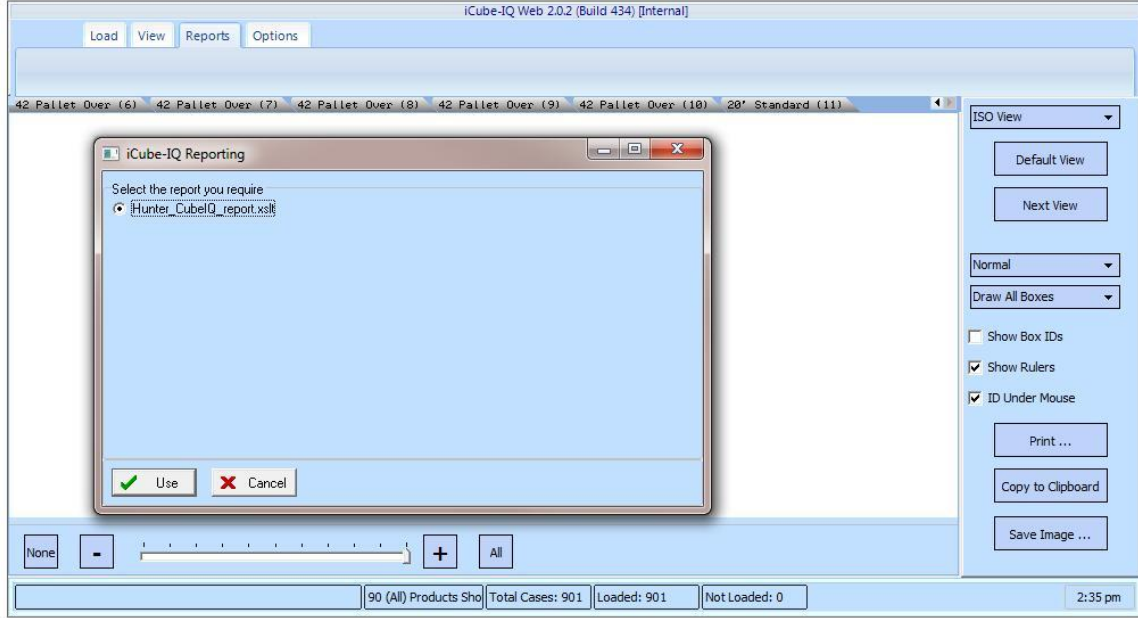 iCube-IQ Web 2.0.2 (Build 434) [Internal]
Load View Reports Options
42 Pallet Over (6) 42 Pallet Over (7) 42 Pallet Over (8) 42 Pallet Over (9) 42 Pallet Over (10) 20' Standard (11)
iCube-IQ Reporting
Select the report you require
Hunter_CubeIQ_report.xslt
Use Cancel
ISO View
Default View
Next View
Normal
Draw All Boxes
Show Box IDs
Show Rulers
ID Under Mouse
Print ...
Copy to Clipboard
Save Image ...
None - + All
90 (All) Products Sho Total Cases: 901 Loaded: 901 Not Loaded: 0 2:35 pm